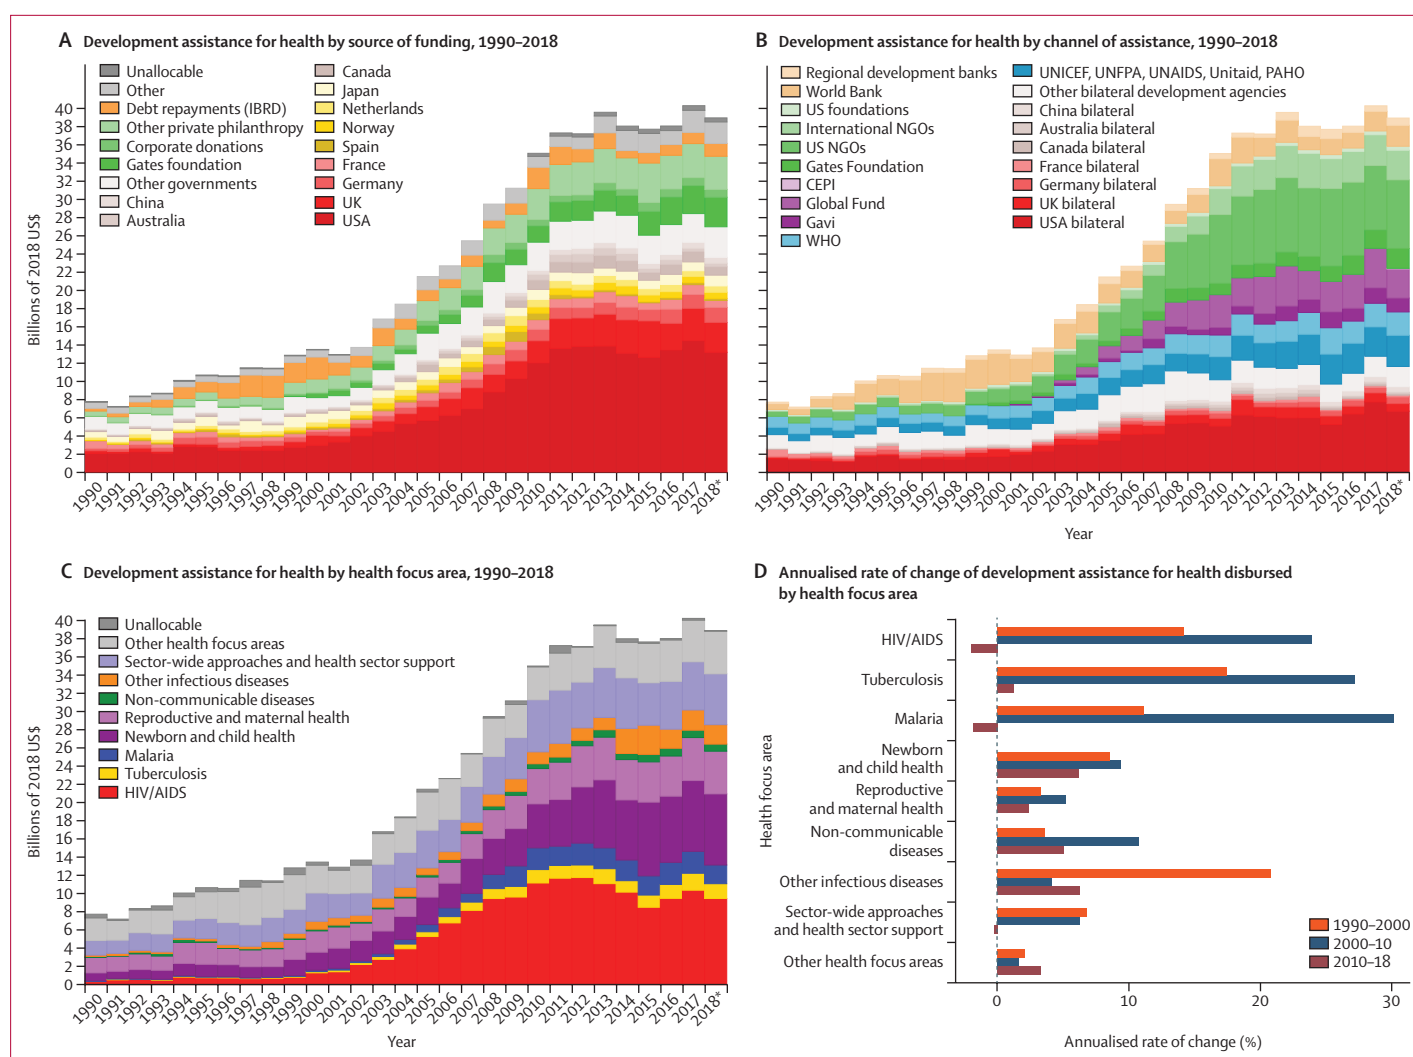 A Development assistance for health by source of funding, 1990–2018
Unallocable
Other
Debt repayments (IBRD)
Other private philanthropy
Corporate donations
Gates foundation
Other governments
China
Australia
Canada
Japan
Netherlands
Norway
Spain
France
Germany
UK
USA
Billions of 2018 US$
40
38
36
34
32
30
28
26
24
22
20
18
16
14
12
10
8
6
4
2
0
1990
1991
1992
1993
1994
1995
1996
1997
1998
1999
2000
2001
2002
2003
2004
2005
2006
2007
2008
2009
2010
2011
2012
2013
2014
2015
2016
2017
2018*
B Development assistance for health by channel of assistance, 1990–2018
Regional development banks
World Bank
US foundations
International NGOs
US NGOs
Gates Foundation
CEPI
Global Fund
Gavi
WHO
UNICEF, UNFPA, UNAIDS, Unitaid, PAHO
Other bilateral development agencies
China bilateral
Australia bilateral
Canada bilateral
France bilateral
Germany bilateral
UK bilateral
USA bilateral
1990
1991
1992
1993
1994
1995
1996
1997
1998
1999
2000
2001
2002
2003
2004
2005
2006
2007
2008
2009
2010
2011
2012
2013
2014
2015
2016
2017
2018*
Year
C Development assistance for health by health focus area, 1990–2018
Unallocable
Other health focus areas
Sector-wide approaches and health sector support
Other infectious diseases
Non-communicable diseases
Reproductive and maternal health
Newborn and child health
Malaria
Tuberculosis
HIV/AIDS
Billions of 2018 US$
40
38
36
34
32
30
28
26
24
22
20
18
16
14
12
10
8
6
4
2
0
1990
1991
1992
1993
1994
1995
1996
1997
1998
1999
2000
2001
2002
2003
2004
2005
2006
2007
2008
2009
2010
2011
2012
2013
2014
2015
2016
2017
2018*
Year
D Annualised rate of change of development assistance for health disbursed
by health focus area
Health focus area
HIV/AIDS
Tuberculosis
Malaria
Newborn
and child health
Reproductive
and maternal health
Non-communicable
diseases
Other infectious diseases
Sector-wide approaches
and health sector support
Other health focus areas
1990–2000
2000–10
2010–18
0
10
20
30
Annualised rate of change (%)